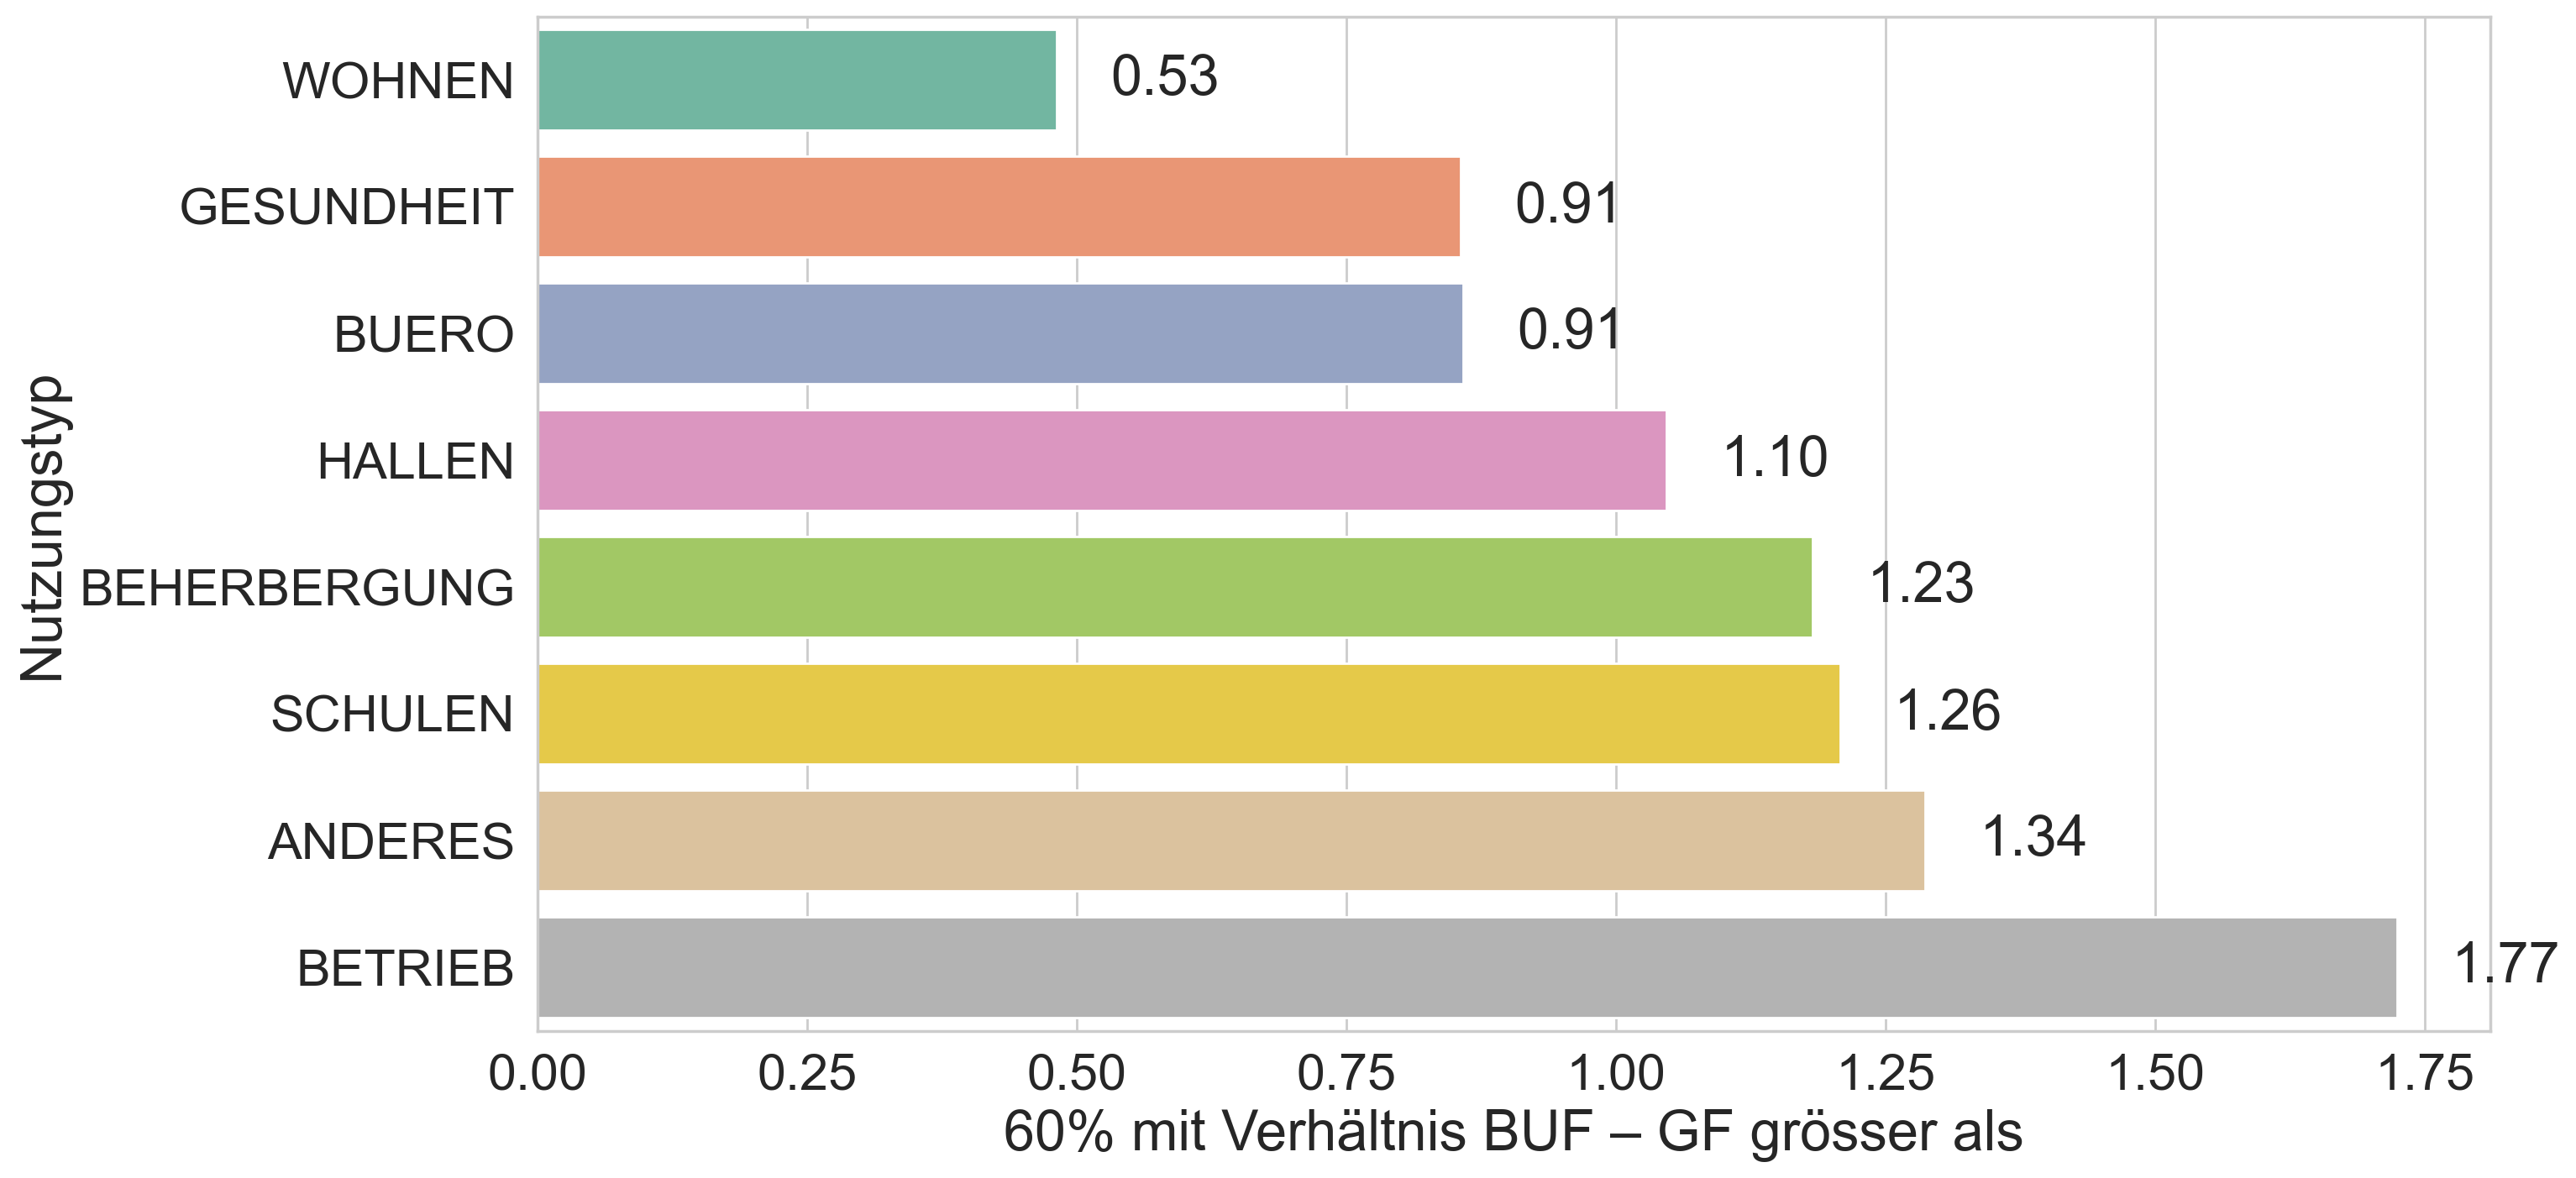 WOHNEN 0.53
GESUNDHEIT 0.91
BUERO 0.91
HALLEN 1.10
BEHERBERGUNG 1.23
SCHULEN 1.26
ANDERES 1.34
BETRIEB 1.77
Nutzungstyp
0.00 0.25 0.50 0.75 1.00 1.25 1.50 1.75
60% mit Verhältnis BUF – GF grösser als